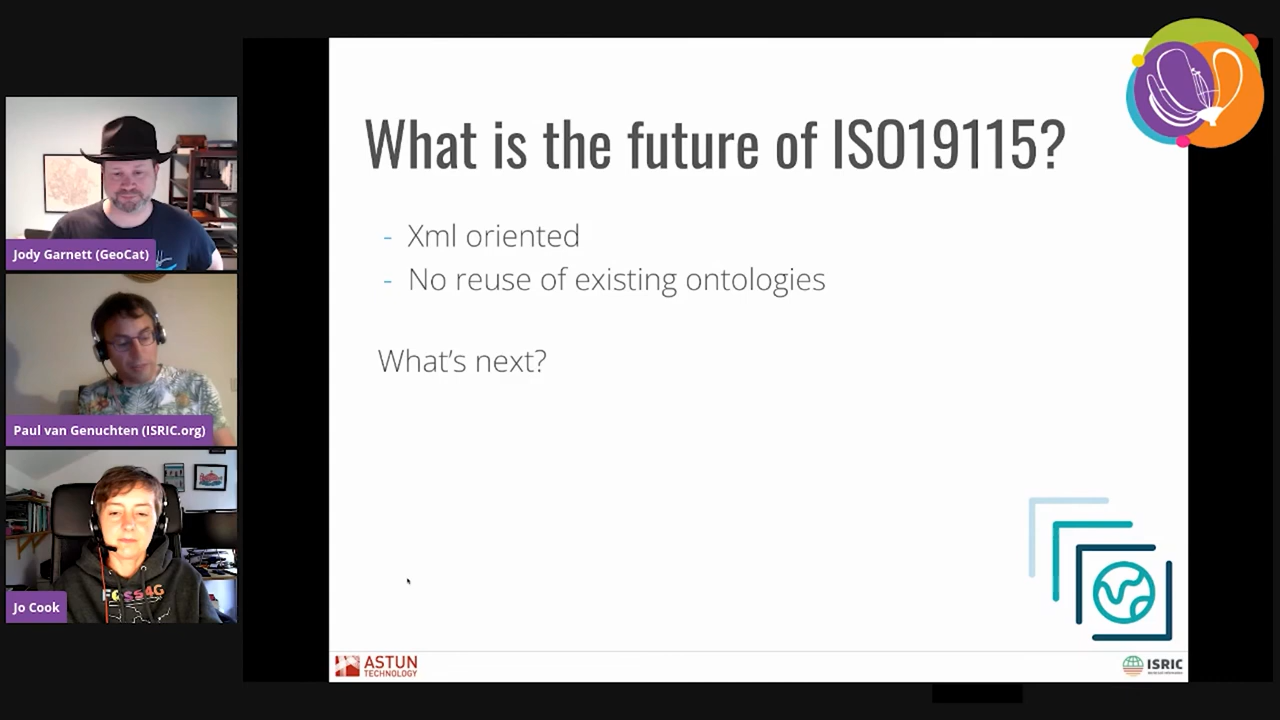 What is the future of ISO19115?
- Xml oriented
- No reuse of existing ontologies
What's next?
Jody Garnett (GeoCat)
Paul van Genuchten (ISRIC.org)
FOSS4G
Jo Cook
ASTUN
TECHNOLOGY
ISRIC